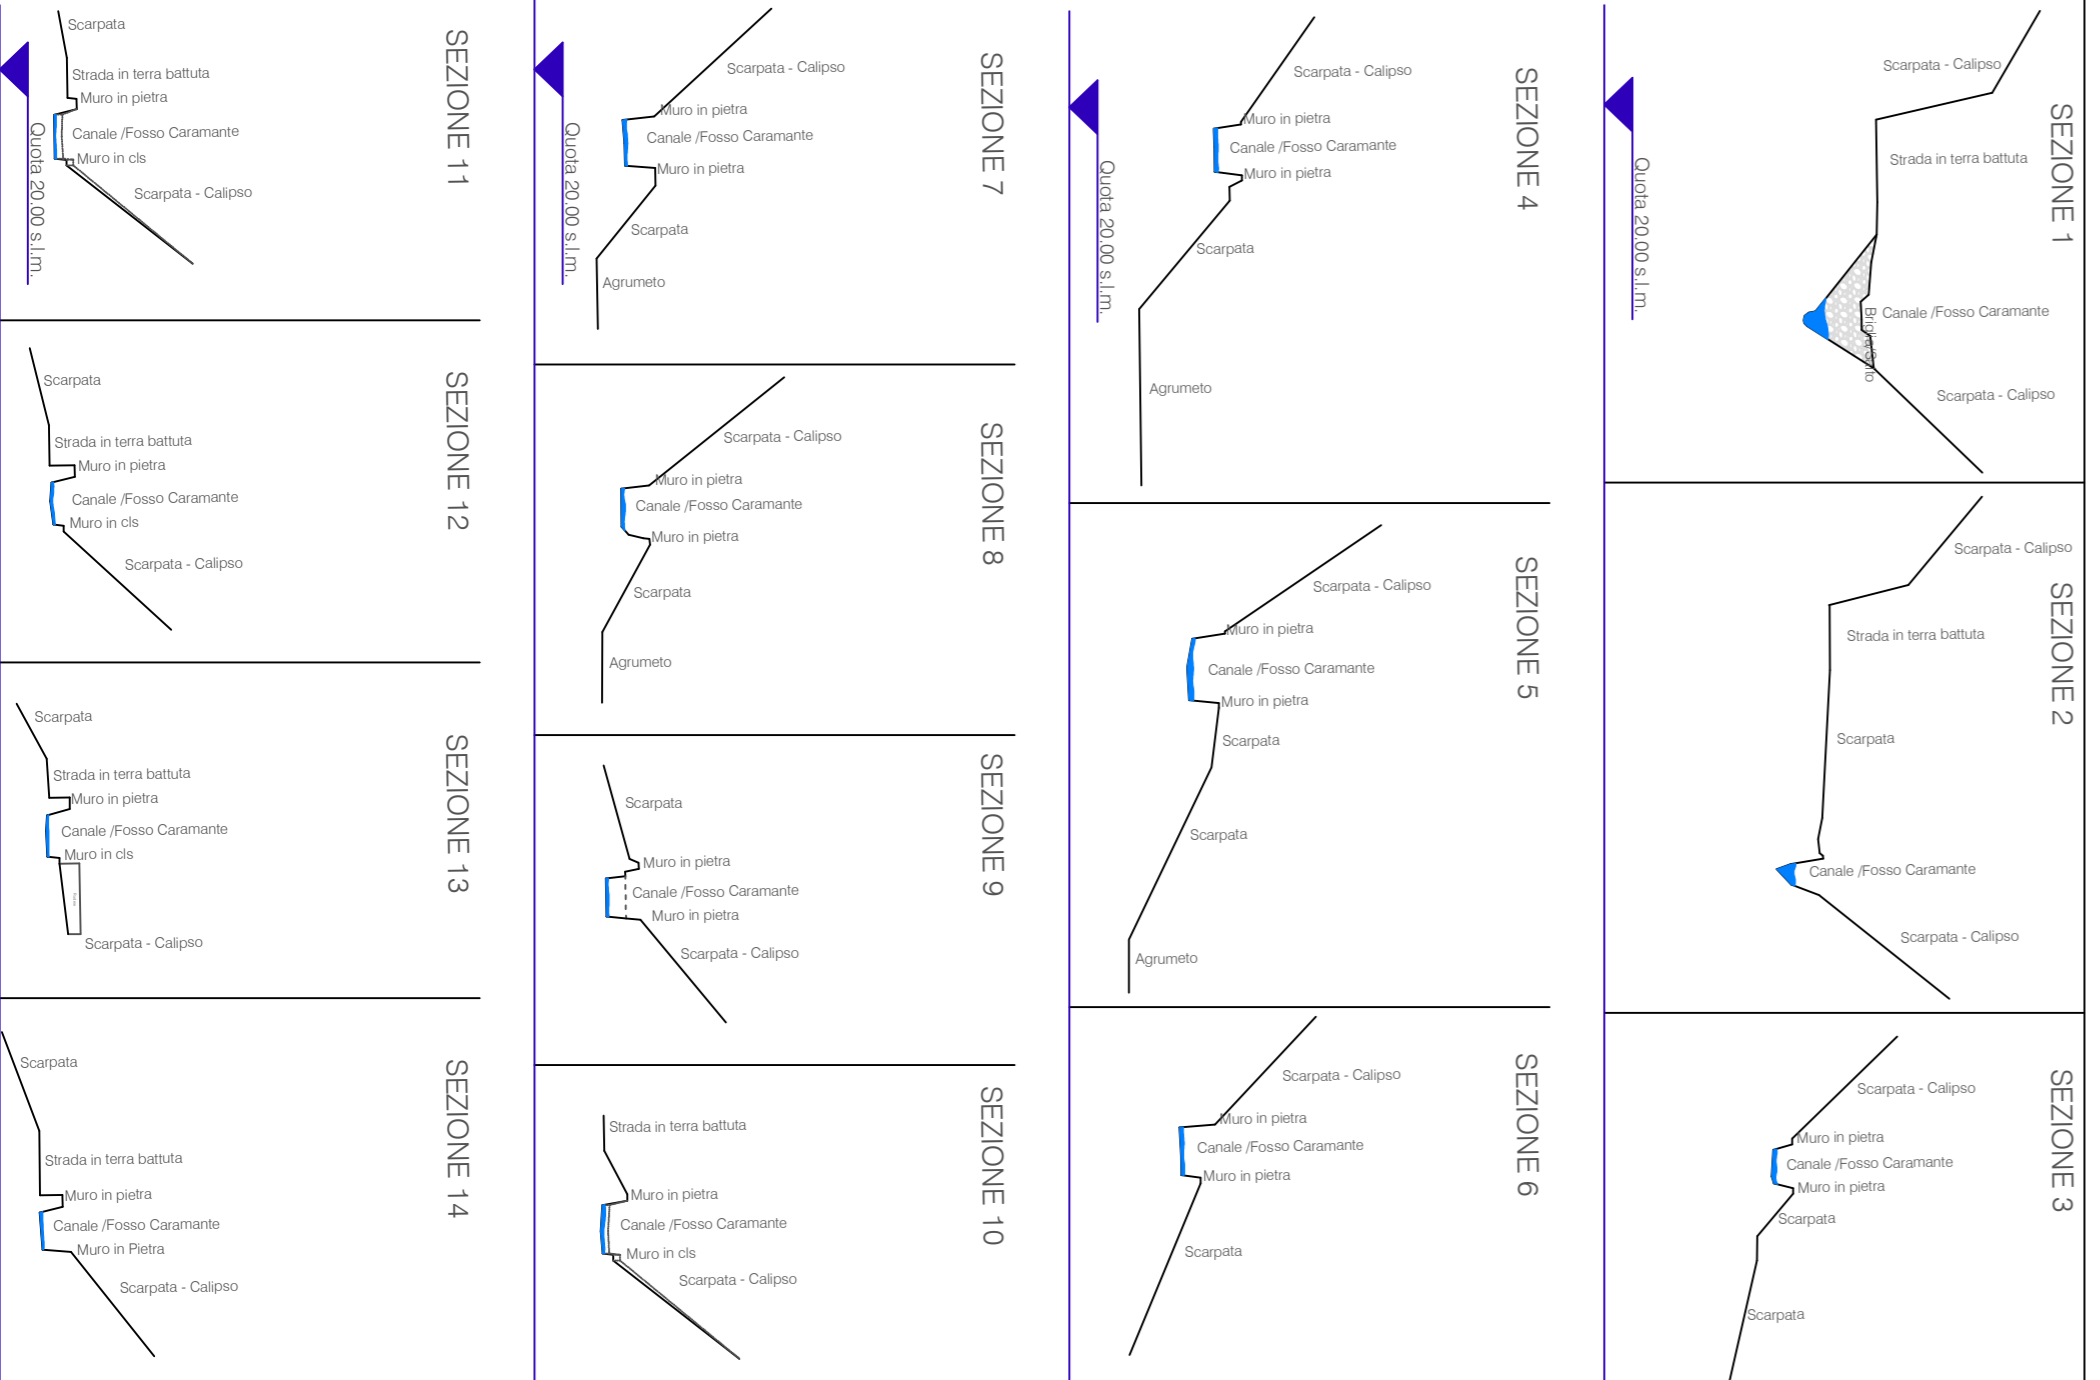 SEZIONE 1
Quota 20.00 s.l.m.
Scarpata - Calipso
Strada in terra battuta
Canale /Fosso Caramante
Scarpata - Calipso
SEZIONE 2
Scarpata - Calipso
Strada in terra battuta
Scarpata
Canale /Fosso Caramante
Scarpata - Calipso
SEZIONE 3
Scarpata - Calipso
Muro in pietra
Canale /Fosso Caramante
Muro in pietra
Scarpata
Scarpata
SEZIONE 4
Quota 20.00 s.l.m.
Scarpata - Calipso
Muro in pietra
Canale /Fosso Caramante
Muro in pietra
Scarpata
Agrumeto
SEZIONE 5
Scarpata - Calipso
Muro in pietra
Canale /Fosso Caramante
Muro in pietra
Scarpata
Scarpata
Agrumeto
SEZIONE 6
Scarpata - Calipso
Muro in pietra
Canale /Fosso Caramante
Muro in pietra
Scarpata
SEZIONE 7
Quota 20.00 s.l.m.
Scarpata - Calipso
Muro in pietra
Canale /Fosso Caramante
Muro in pietra
Scarpata
Agrumeto
SEZIONE 8
Scarpata - Calipso
Muro in pietra
Canale /Fosso Caramante
Muro in pietra
Scarpata
Agrumeto
SEZIONE 9
Scarpata
Muro in pietra
Canale /Fosso Caramante
Muro in pietra
Scarpata - Calipso
SEZIONE 10
Strada in terra battuta
Muro in pietra
Canale /Fosso Caramante
Muro in cls
Scarpata - Calipso
SEZIONE 11
Quota 20.00 s.l.m.
Scarpata
Strada in terra battuta
Muro in pietra
Canale /Fosso Caramante
Muro in cls
Scarpata - Calipso
SEZIONE 12
Scarpata
Strada in terra battuta
Muro in pietra
Canale /Fosso Caramante
Muro in cls
Scarpata - Calipso
SEZIONE 13
Scarpata
Strada in terra battuta
Muro in pietra
Canale /Fosso Caramante
Muro in cls
Scarpata - Calipso
SEZIONE 14
Scarpata
Strada in terra battuta
Muro in pietra
Canale /Fosso Caramante
Muro in Pietra
Scarpata - Calipso